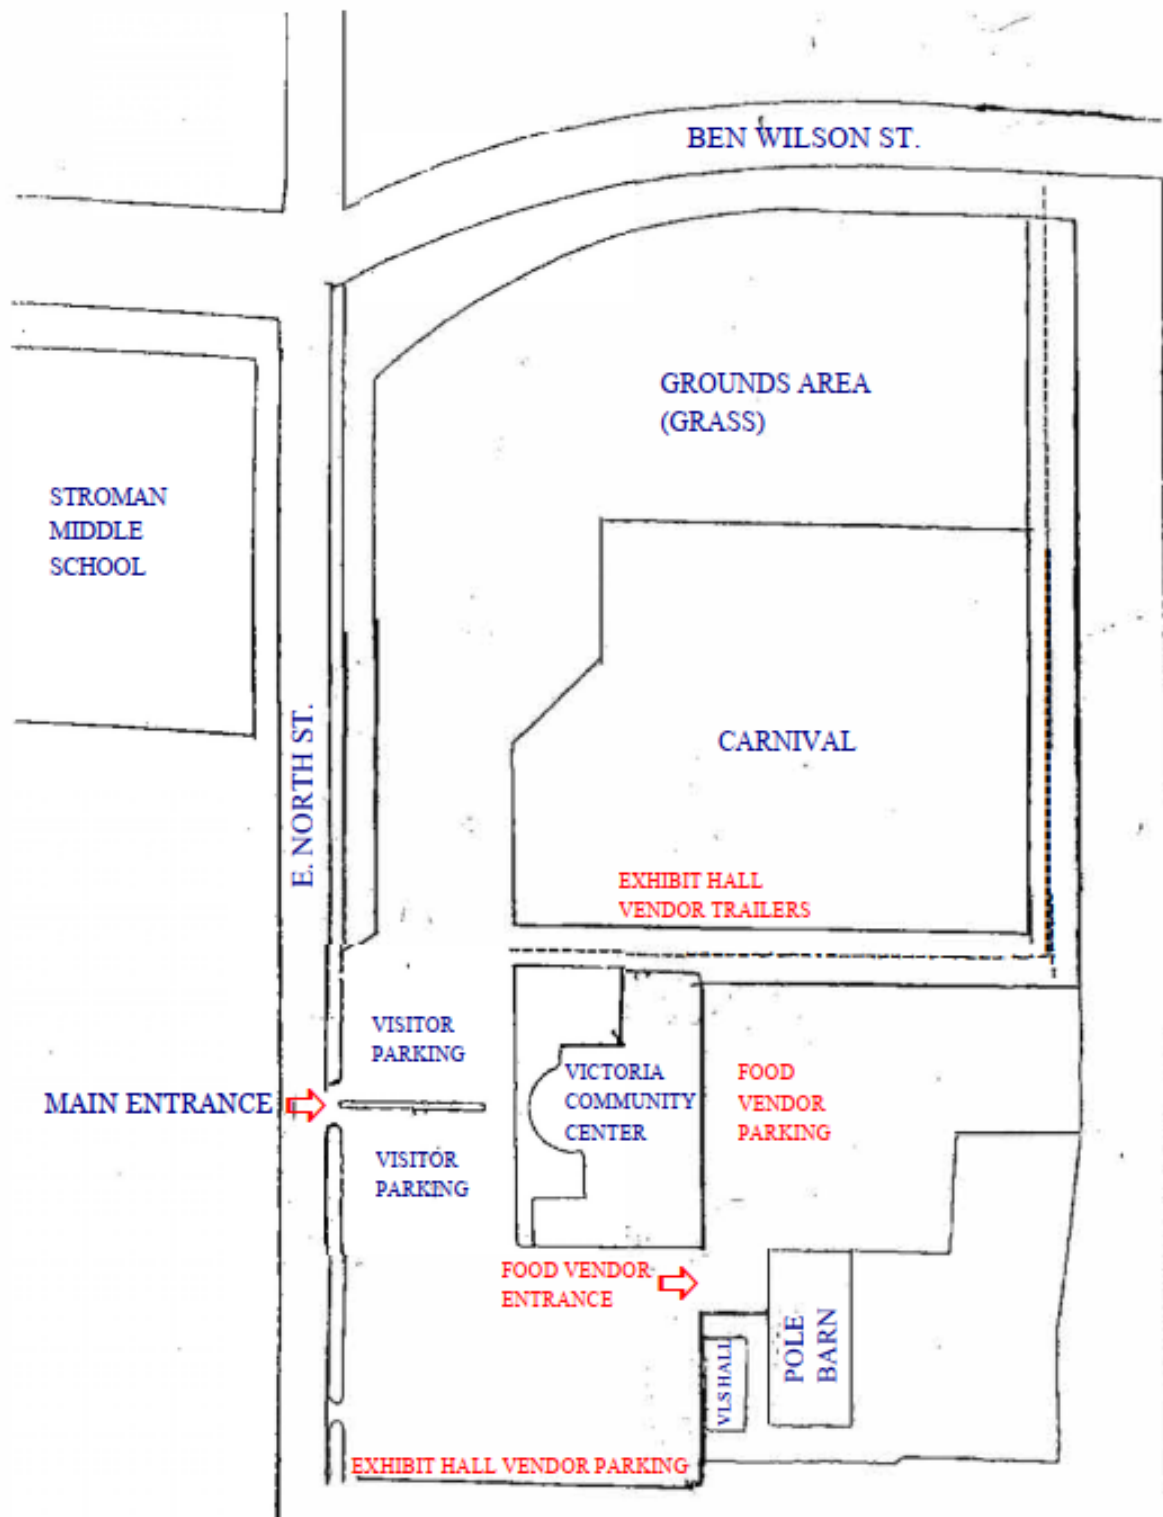 BEN WILSON ST.
GROUNDS AREA
(GRASS)
STROMAN
MIDDLE
SCHOOL
E. NORTH ST.
CARNIVAL
EXHIBIT HALL
VENDOR TRAILERS
VISITOR
PARKING
MAIN ENTRANCE
VICTORIA
COMMUNITY
CENTER
FOOD
VENDOR
PARKING
VISITOR
PARKING
FOOD VENDOR
ENTRANCE
POLE
BARN
VLS HALL
EXHIBIT HALL VENDOR PARKING